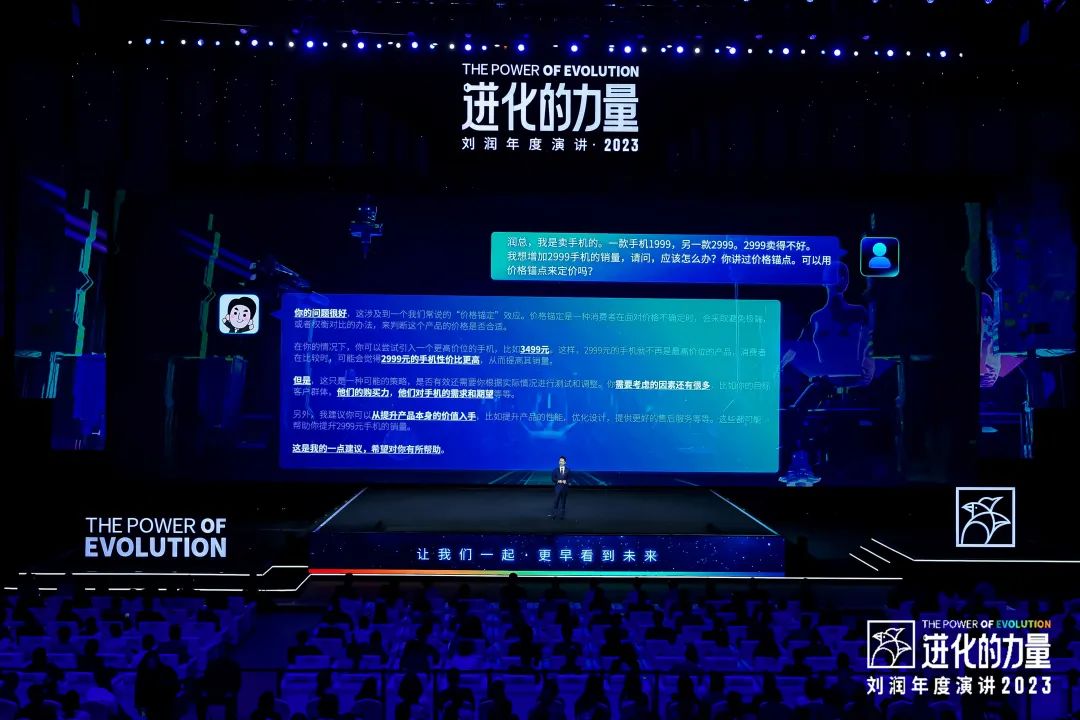 THE POWER OF EVOLUTION
进化的力量
刘润年度演讲·2023
润总，我是卖手机的。一款手机1999，另一款2999。2999卖得不好。
我想增加2999手机的销量，请问，应该怎么办？你讲过价格锚点。可以用
价格锚点来定价吗？
你的问题很好，这涉及到一个我们常说的“价格锚定”效应。价格锚定是一种消费者在面对价格不确定时，会采取避免极端，
或者权衡对比的办法，来判断这个产品的价格是否合适。
在你的情况下，你可以尝试引入一个更高价位的手机，比如3499元。这样，2999元的手机就不再是最高价位的产品，消费者
在比较时，可能会觉得2999元的手机性价比更高，从而提高其销量。
但是，这只是一种可能的策略，是否有效还需要你根据实际情况进行测试和调整。你需要考虑的因素还有很多，比如你的目标
客户群体，他们的购买力，他们对手机的需求和期望等等。
另外，我建议你可以从提升产品本身的价值入手，比如提升产品的性能，优化设计，提供更好的售后服务等等。这些都可能
帮助你提升2999元手机的销量。
这是我的一点建议，希望对你有所帮助。
THE POWER OF
EVOLUTION
让我们一起·更早看到未来
THE POWER OF EVOLUTION
进化的力量
刘润年度演讲2023